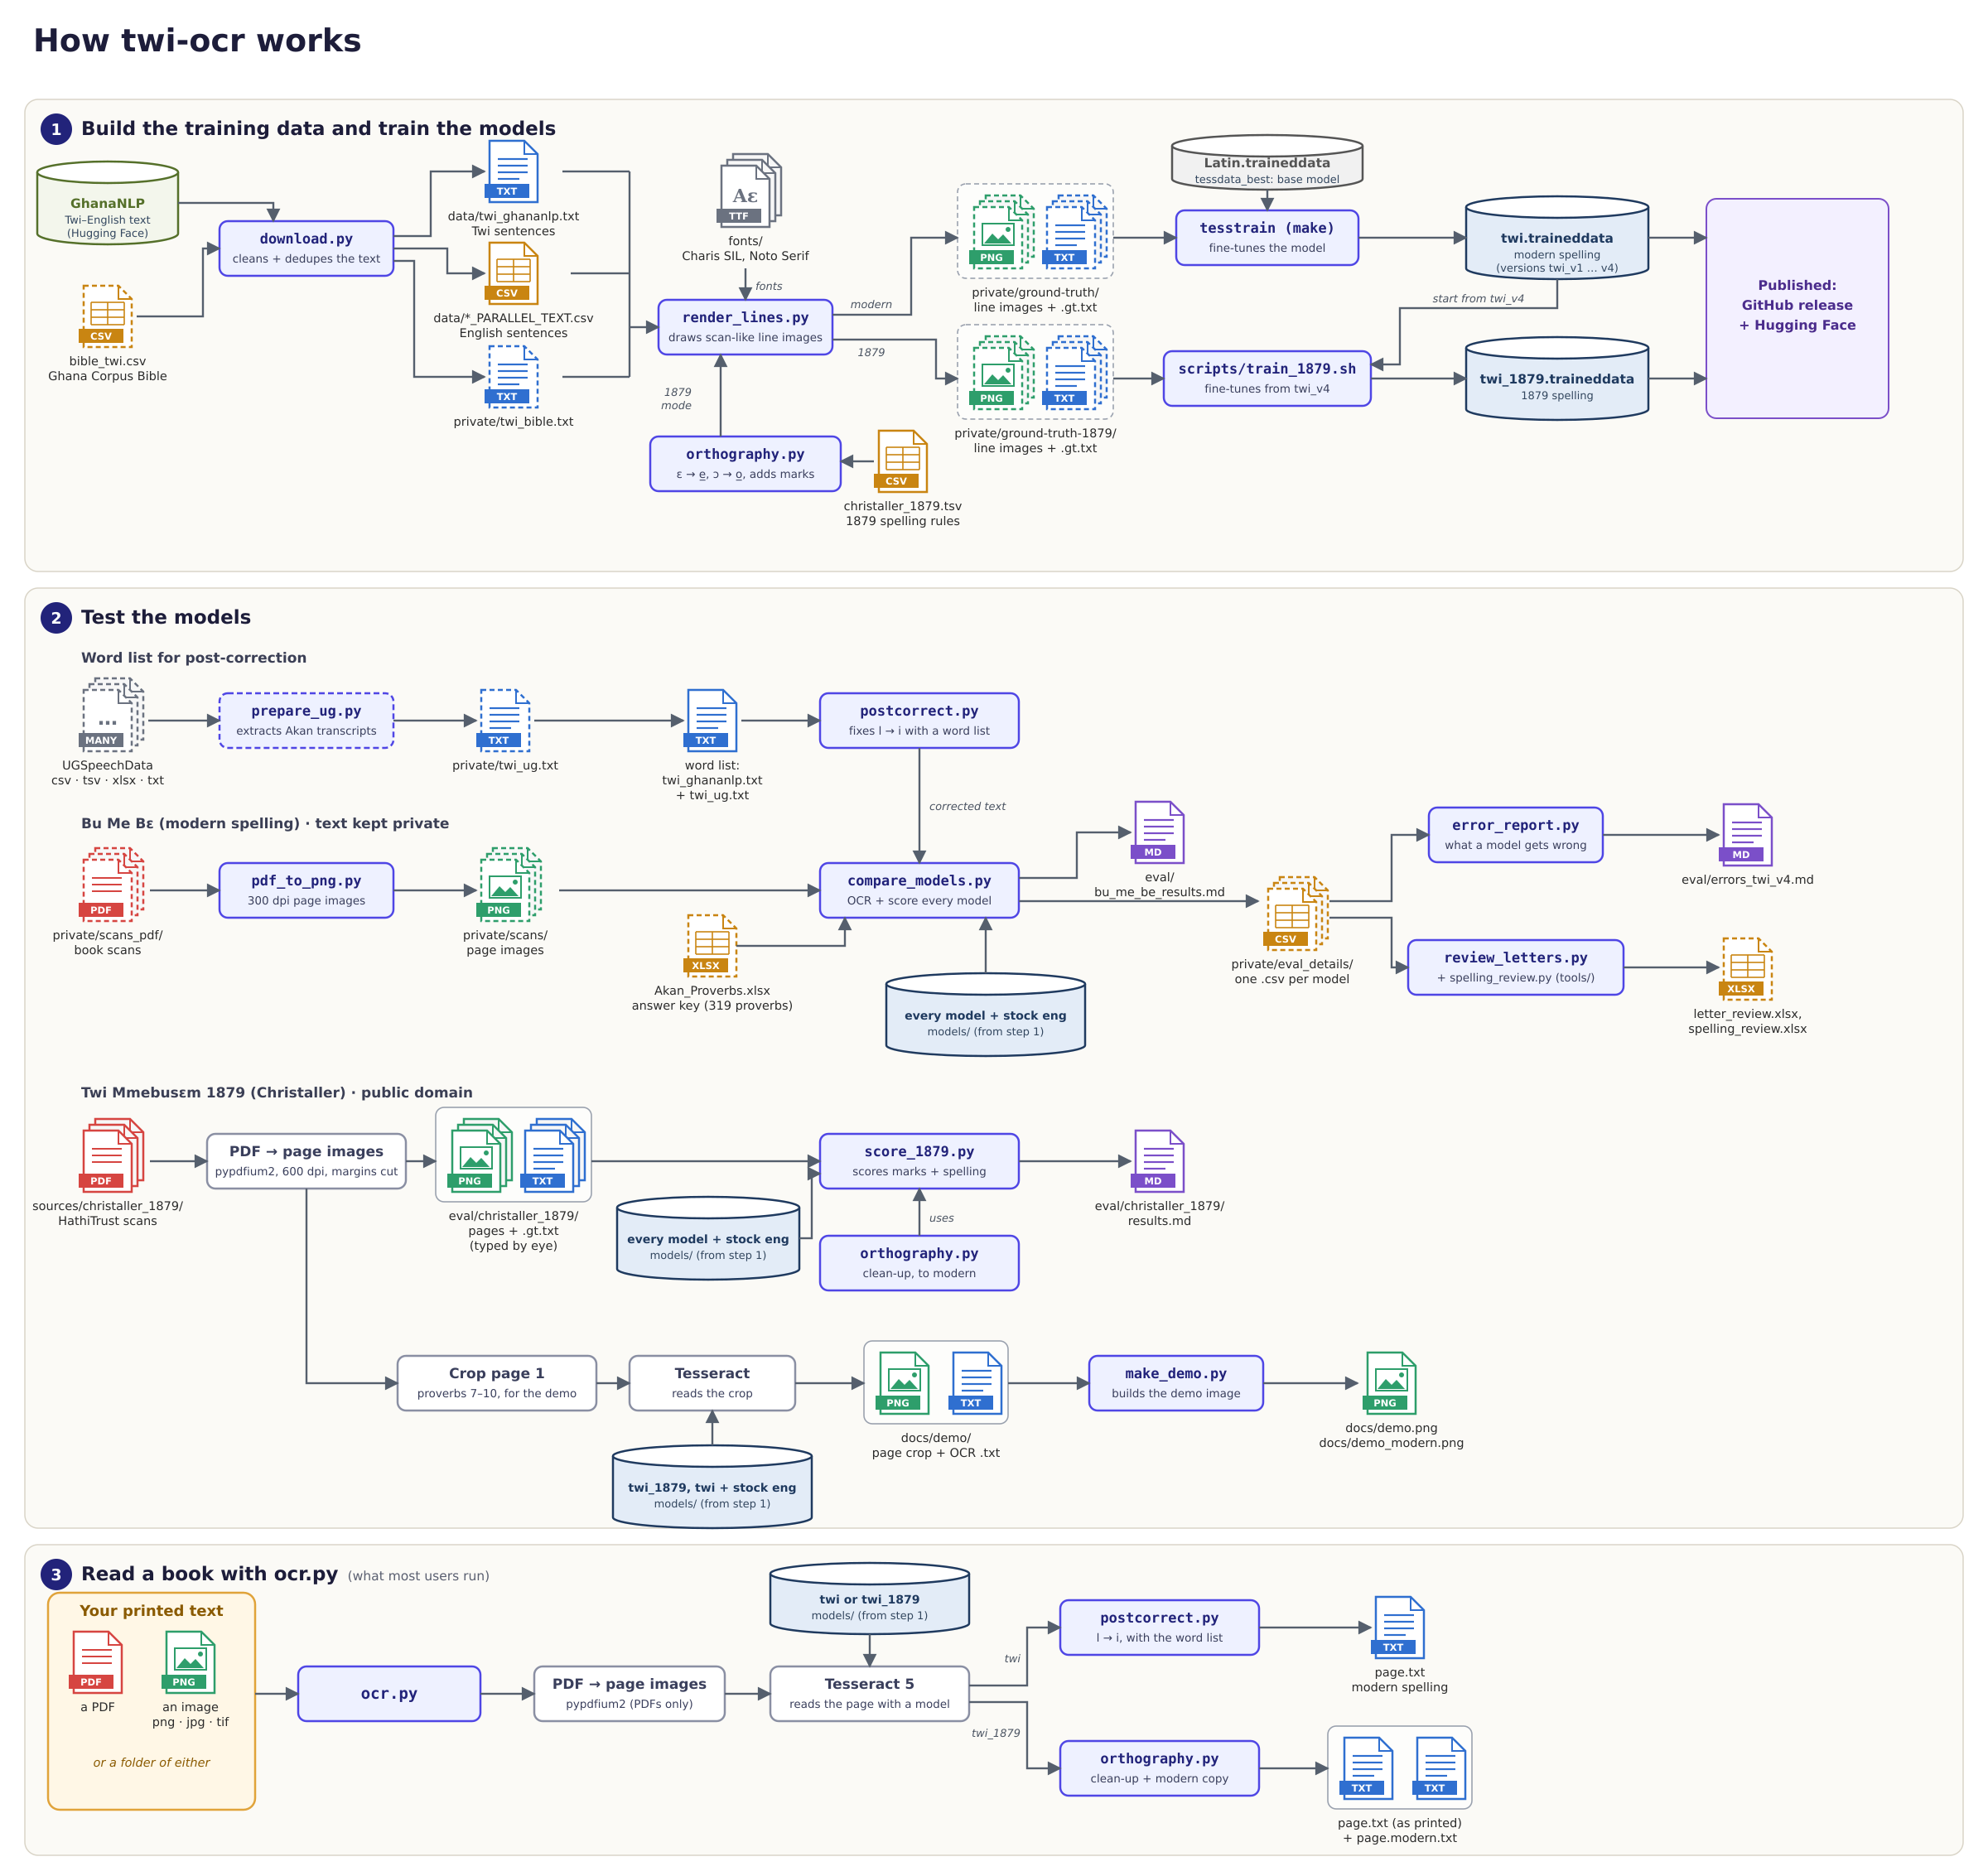 How twi-ocr works
1
Build the training data and train the models
GhanaNLP
Twi–English text
(Hugging Face)
CSV
bible_twi.csv
Ghana Corpus Bible
download.py
cleans + dedupes the text
TXT
data/twi_ghananlp.txt
Twi sentences
CSV
data/*_PARALLEL_TEXT.csv
English sentences
TXT
private/twi_bible.txt
Aɛ
TTF
fonts/
Charis SIL, Noto Serif
fonts
render_lines.py
draws scan-like line images
1879
mode
orthography.py
ɛ → e̲, ɔ → o̲, adds marks
CSV
christaller_1879.tsv
1879 spelling rules
modern
1879
PNG
TXT
private/ground-truth/
line images + .gt.txt
PNG
TXT
private/ground-truth-1879/
line images + .gt.txt
Latin.traineddata
tessdata_best: base model
tesstrain (make)
fine-tunes the model
start from twi_v4
scripts/train_1879.sh
fine-tunes from twi_v4
twi.traineddata
modern spelling
(versions twi_v1 … v4)
twi_1879.traineddata
1879 spelling
Published:
GitHub release
+ Hugging Face
2
Test the models
Word list for post-correction
...
MANY
UGSpeechData
csv · tsv · xlsx · txt
prepare_ug.py
extracts Akan transcripts
TXT
private/twi_ug.txt
TXT
word list:
twi_ghananlp.txt
+ twi_ug.txt
postcorrect.py
fixes l → i with a word list
corrected text
Bu Me Bɛ (modern spelling) · text kept private
PDF
private/scans_pdf/
book scans
pdf_to_png.py
300 dpi page images
PNG
private/scans/
page images
XLSX
Akan_Proverbs.xlsx
answer key (319 proverbs)
compare_models.py
OCR + score every model
every model + stock eng
models/ (from step 1)
MD
eval/
bu_me_be_results.md
CSV
private/eval_details/
one .csv per model
error_report.py
what a model gets wrong
MD
eval/errors_twi_v4.md
review_letters.py
+ spelling_review.py (tools/)
XLSX
letter_review.xlsx,
spelling_review.xlsx
Twi Mmebusɛm 1879 (Christaller) · public domain
PDF
sources/christaller_1879/
HathiTrust scans
PDF → page images
pypdfium2, 600 dpi, margins cut
PNG
TXT
eval/christaller_1879/
pages + .gt.txt
(typed by eye)
every model + stock eng
models/ (from step 1)
score_1879.py
scores marks + spelling
uses
orthography.py
clean-up, to modern
MD
eval/christaller_1879/
results.md
Crop page 1
proverbs 7–10, for the demo
Tesseract
reads the crop
twi_1879, twi + stock eng
models/ (from step 1)
PNG
TXT
docs/demo/
page crop + OCR .txt
make_demo.py
builds the demo image
PNG
docs/demo.png
docs/demo_modern.png
3
Read a book with ocr.py (what most users run)
Your printed text
PDF
a PDF
PNG
an image
png · jpg · tif
or a folder of either
ocr.py
PDF → page images
pypdfium2 (PDFs only)
twi or twi_1879
models/ (from step 1)
Tesseract 5
reads the page with a model
twi
twi_1879
postcorrect.py
l → i, with the word list
TXT
page.txt
modern spelling
orthography.py
clean-up + modern copy
TXT
TXT
page.txt (as printed)
+ page.modern.txt